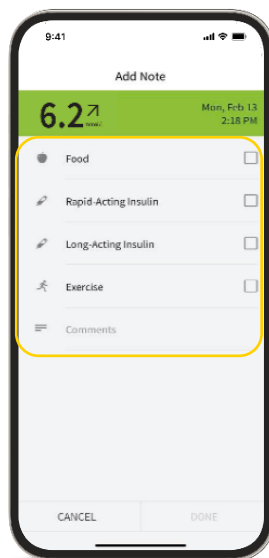 9:41
Add Note
6.2
Mon, Feb 13
2:18 PM
Food
Rapid-Acting Insulin
Long-Acting Insulin
Exercise
Comments
CANCEL
DONE